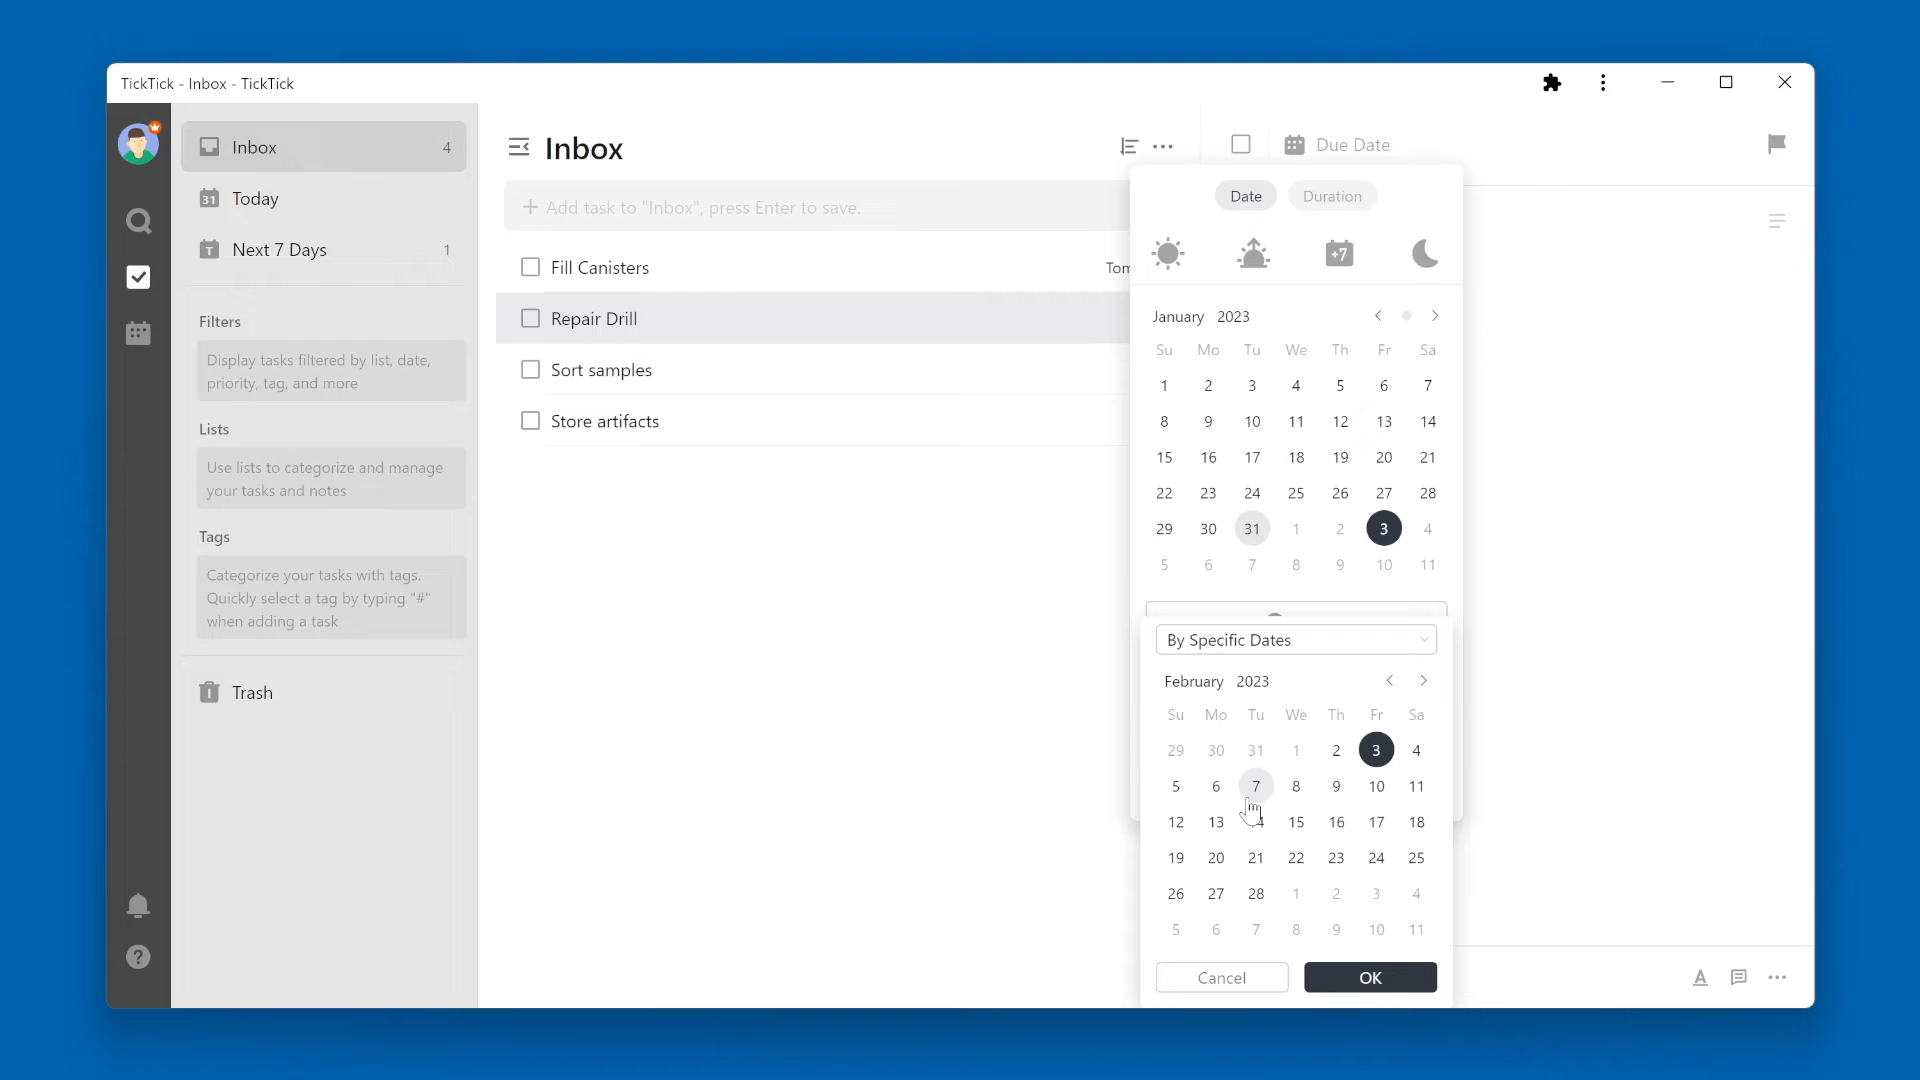 TickTick - Inbox - TickTick
Inbox 4
31 Today
T Next 7 Days 1
Filters
Display tasks filtered by list, date,
priority, tag, and more
Lists
Use lists to categorize and manage
your tasks and notes
Tags
Categorize your tasks with tags.
Quickly select a tag by typing "#"
when adding a task
Trash
?
Inbox
+ Add task to "Inbox", press Enter to save.
Fill Canisters Tom
Repair Drill
Sort samples
Store artifacts
Due Date
Date Duration
+7
January 2023
Su Mo Tu We Th Fr Sa
1 2 3 4 5 6 7
8 9 10 11 12 13 14
15 16 17 18 19 20 21
22 23 24 25 26 27 28
29 30 31 1 2 3 4
5 6 7 8 9 10 11
By Specific Dates
February 2023
Su Mo Tu We Th Fr Sa
29 30 31 1 2 3 4
5 6 7 8 9 10 11
12 13 14 15 16 17 18
19 20 21 22 23 24 25
26 27 28 1 2 3 4
5 6 7 8 9 10 11
Cancel OK
A